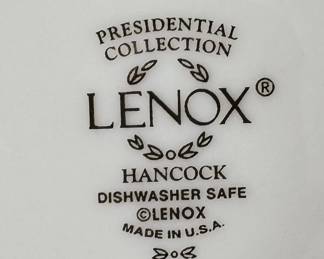 PRESIDENTIAL
COLLECTION
LENOX®
HANCOCK
DISHWASHER SAFE
©LENOX
MADE IN U.S.A.